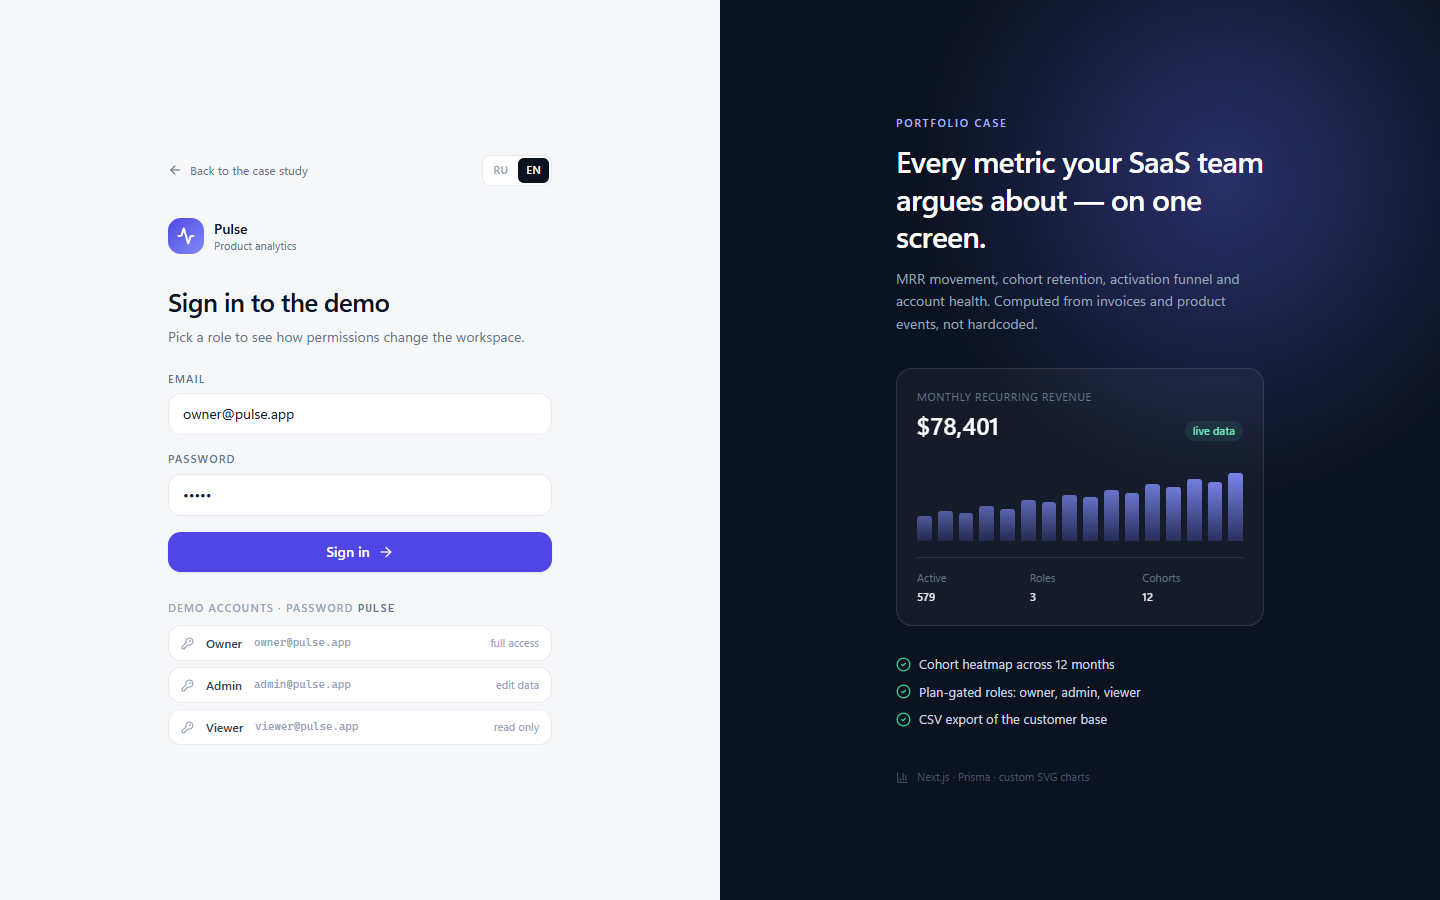 Back to the case study
RU EN
Pulse
Product analytics
Sign in to the demo
Pick a role to see how permissions change the workspace.
EMAIL
owner@pulse.app
PASSWORD
•••••
Sign in
DEMO ACCOUNTS · PASSWORD PULSE
Owner owner@pulse.app full access
Admin admin@pulse.app edit data
Viewer viewer@pulse.app read only
PORTFOLIO CASE
Every metric your SaaS team
argues about — on one
screen.
MRR movement, cohort retention, activation funnel and
account health. Computed from invoices and product
events, not hardcoded.
MONTHLY RECURRING REVENUE
$78,401
live data
Active Roles Cohorts
579 3 12
Cohort heatmap across 12 months
Plan-gated roles: owner, admin, viewer
CSV export of the customer base
Next.js · Prisma · custom SVG charts